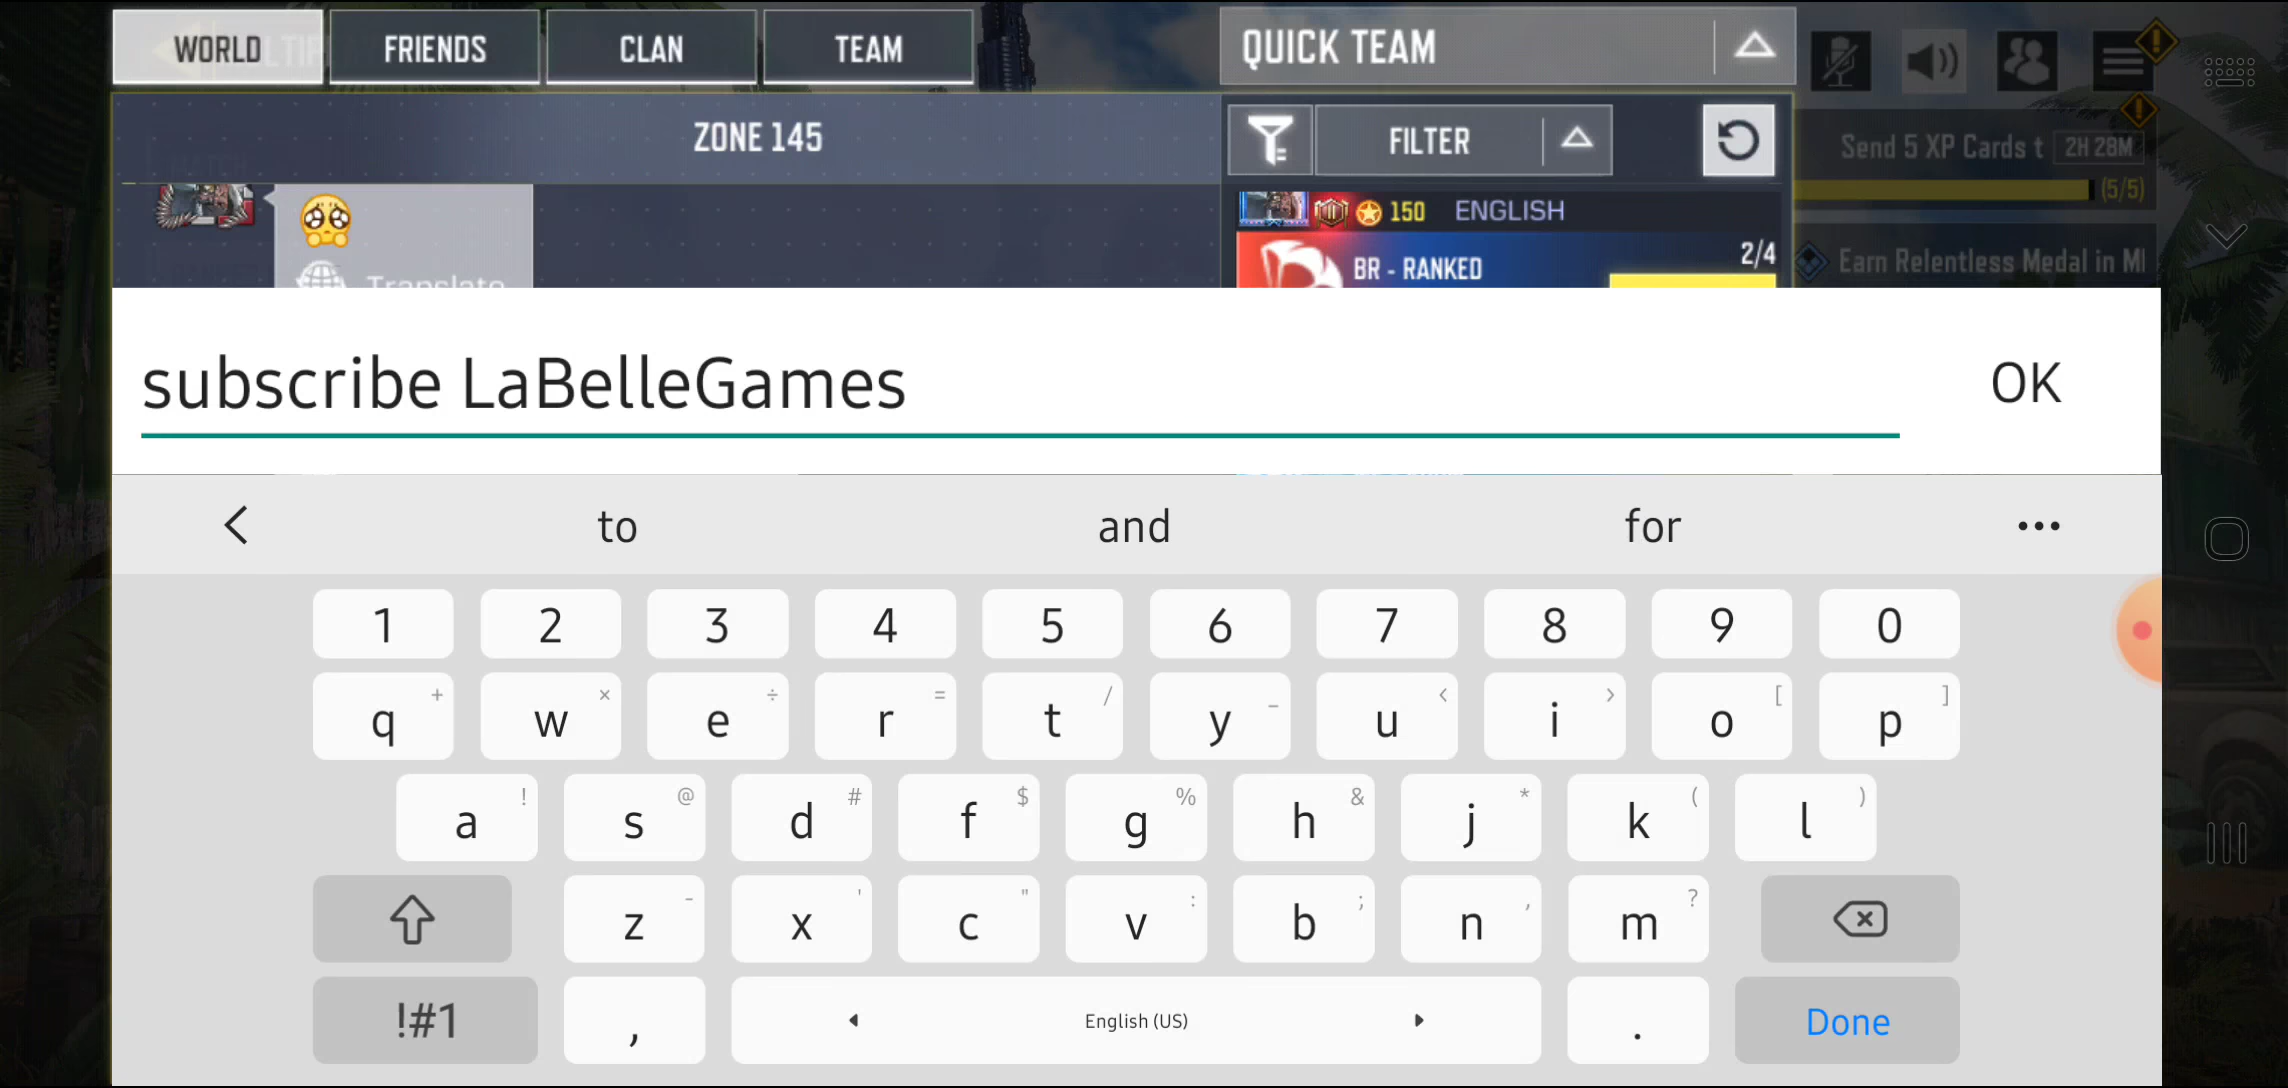 WORLD
FRIENDS
CLAN
TEAM
QUICK TEAM
ZONE 145
FILTER
Send 5 XP Cards t
2H 28M
(5/5)
Translate
150 ENGLISH
BR - RANKED
2/4
Earn Relentless Medal in M
subscribe LaBelleGames
OK
to
and
for
1 2 3 4 5 6 7 8 9 0
+ × ÷ = / _ < > [ ]
q w e r t y u i o p
! @ # $ % & * ( )
a s d f g h j k l
- ' " : ; , ?
z x c v b n m
!#1 , English (US) . Done